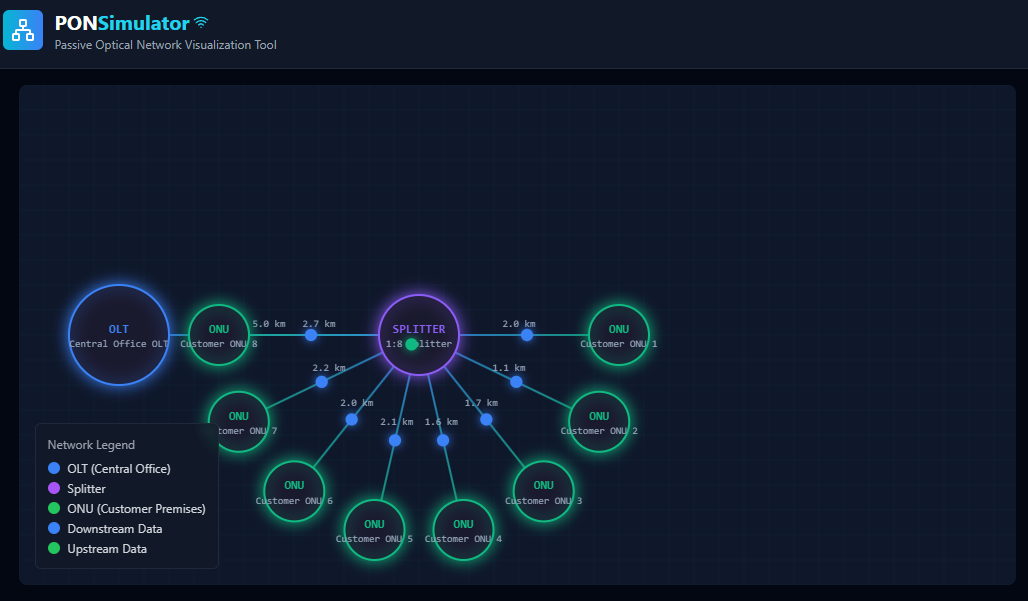 PONSimulator
Passive Optical Network Visualization Tool
OLT
Central Office OLT
ONU
Customer ONU 8
5.0 km
2.7 km
SPLITTER
1:8 Splitter
2.0 km
ONU
Customer ONU 1
2.2 km
1.1 km
ONU
tomer ONU 7
2.0 km
1.7 km
ONU
Customer ONU 2
2.1 km
1.6 km
ONU
Customer ONU 6
ONU
Customer ONU 3
ONU
Customer ONU 5
ONU
Customer ONU 4
Network Legend
OLT (Central Office)
Splitter
ONU (Customer Premises)
Downstream Data
Upstream Data